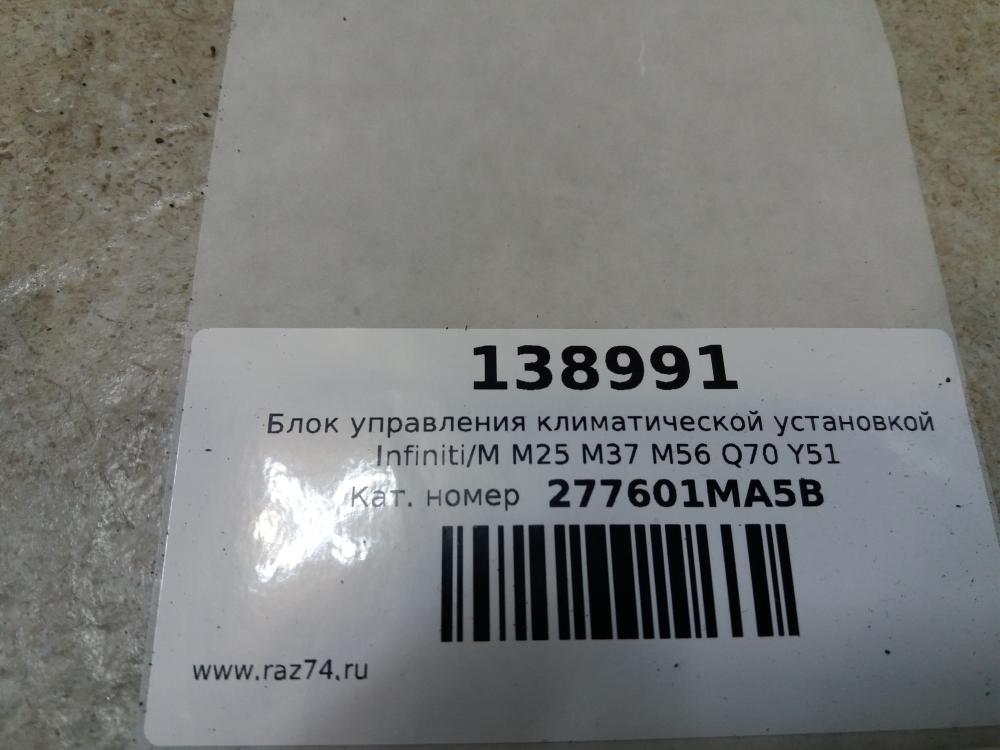 138991
Блок управления климатической установкой
Infiniti/M M25 M37 M56 Q70 Y51
Кат. номер 277601MA5B
www.raz74.ru